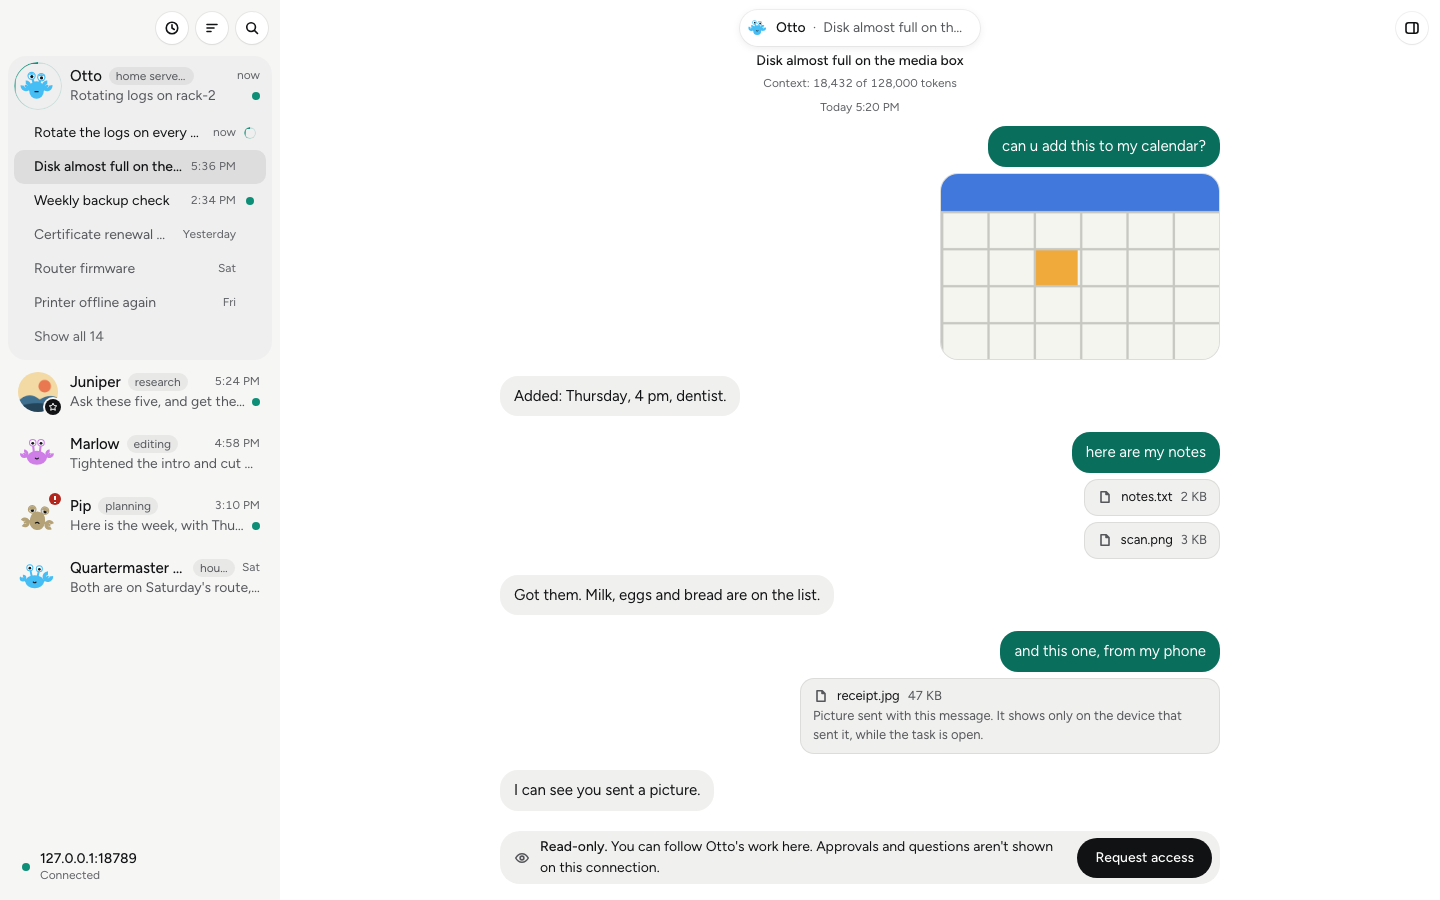 Otto home serve... now
Rotating logs on rack-2
Rotate the logs on every ... now
Disk almost full on the... 5:36 PM
Weekly backup check 2:34 PM
Certificate renewal ... Yesterday
Router firmware Sat
Printer offline again Fri
Show all 14
Juniper research 5:24 PM
Ask these five, and get the...
Marlow editing 4:58 PM
Tightened the intro and cut ...
Pip planning 3:10 PM
Here is the week, with Thu...
Quartermaster ... hou... Sat
Both are on Saturday's route,...
127.0.0.1:18789
Connected
Otto · Disk almost full on th...
Disk almost full on the media box
Context: 18,432 of 128,000 tokens
Today 5:20 PM
can u add this to my calendar?
Added: Thursday, 4 pm, dentist.
here are my notes
notes.txt 2 KB
scan.png 3 KB
Got them. Milk, eggs and bread are on the list.
and this one, from my phone
receipt.jpg 47 KB
Picture sent with this message. It shows only on the device that
sent it, while the task is open.
I can see you sent a picture.
Read-only. You can follow Otto's work here. Approvals and questions aren't shown
on this connection.
Request access